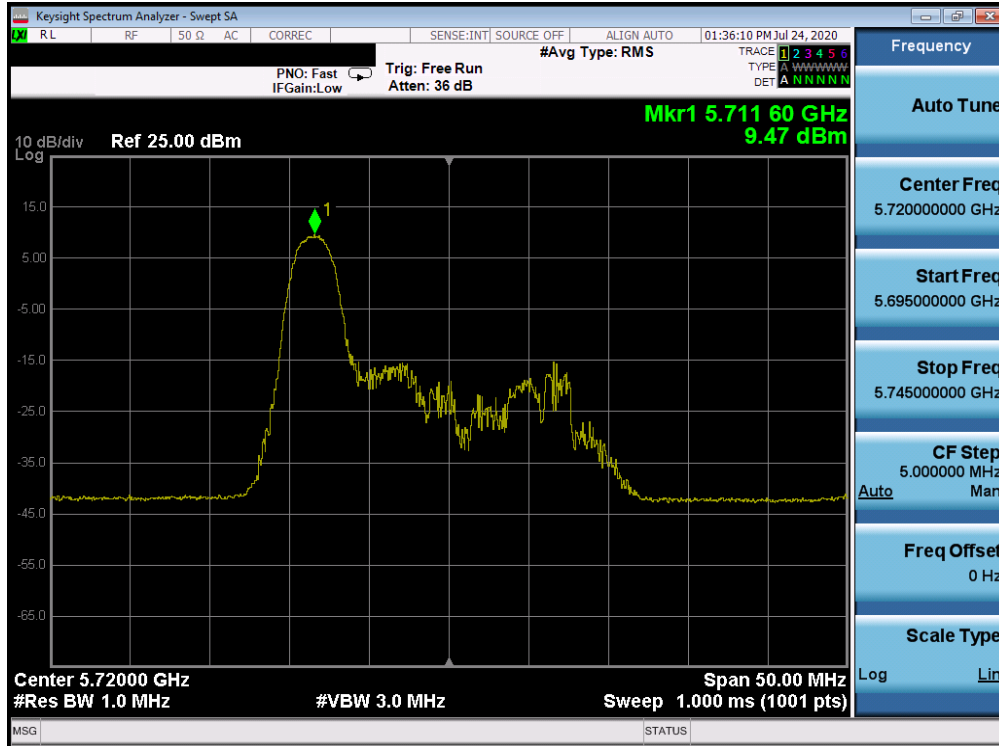 Keysight Spectrum Analyzer - Swept SA
LXI RL RF 50 Ω AC CORREC SENSE:INT SOURCE OFF ALIGN AUTO 01:36:10 PM Jul 24, 2020
#Avg Type: RMS
TRACE 1 2 3 4 5 6
TYPE A WWWWW
DET A N N N N N
PNO: Fast
IFGain:Low
Trig: Free Run
Atten: 36 dB
Mkr1 5.711 60 GHz
9.47 dBm
10 dB/div Ref 25.00 dBm
Log
1
15.0
5.00
-5.00
-15.0
-25.0
-35.0
-45.0
-55.0
-65.0
Center 5.72000 GHz Span 50.00 MHz
#Res BW 1.0 MHz #VBW 3.0 MHz Sweep 1.000 ms (1001 pts)
MSG STATUS
Frequency
Auto Tune
Center Freq
5.720000000 GHz
Start Freq
5.695000000 GHz
Stop Freq
5.745000000 GHz
CF Step
5.000000 MHz
Auto Man
Freq Offset
0 Hz
Scale Type
Log Lin